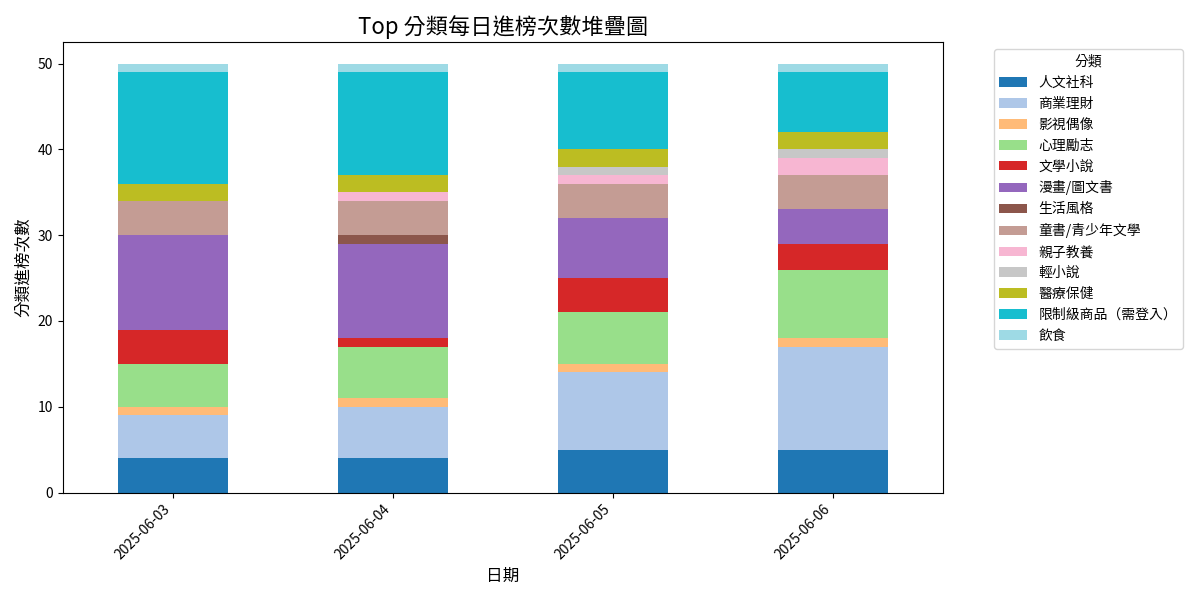 Top 分類每日進榜次數堆疊圖
分類進榜次數
50
40
30
20
10
0
2025-06-03
2025-06-04
2025-06-05
2025-06-06
日期
分類
人文社科
商業理財
影視偶像
心理勵志
文學小說
漫畫/圖文書
生活風格
童書/青少年文學
親子教養
輕小說
醫療保健
限制級商品（需登入）
飲食